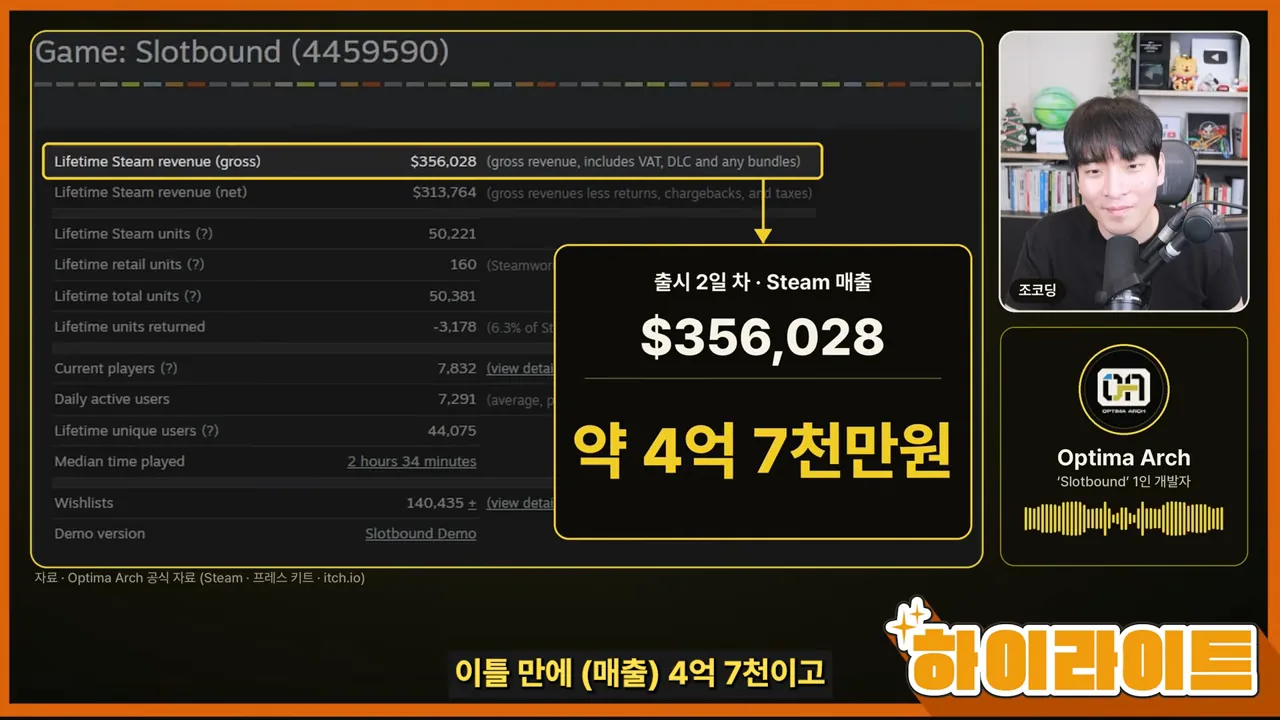 Game: Slotbound (4459590)
Lifetime Steam revenue (gross) $356,028 (gross revenue, includes VAT, DLC and any bundles)
Lifetime Steam revenue (net) $313,764 (gross revenues less returns, chargebacks, and taxes)
Lifetime Steam units (?) 50,221
Lifetime retail units (?) 160
Lifetime total units (?) 50,381
Lifetime units returned -3,178 (6.3% of
Current players (?) 7,832
Daily active users 7,291 (average,
Lifetime unique users (?) 44,075
Median time played 2 hours 34 minutes
Wishlists 140,435 +
Demo version Slotbound Demo
출시 2일 차 · Steam 매출
$356,028
약 4억 7천만원
자료 · Optima Arch 공식 자료 (Steam · 프레스 키트 · itch.io)
조코딩
OPTIMA ARCH
Optima Arch
‘Slotbound’ 1인 개발자
하이라이트
이틀 만에 (매출) 4억 7천이고